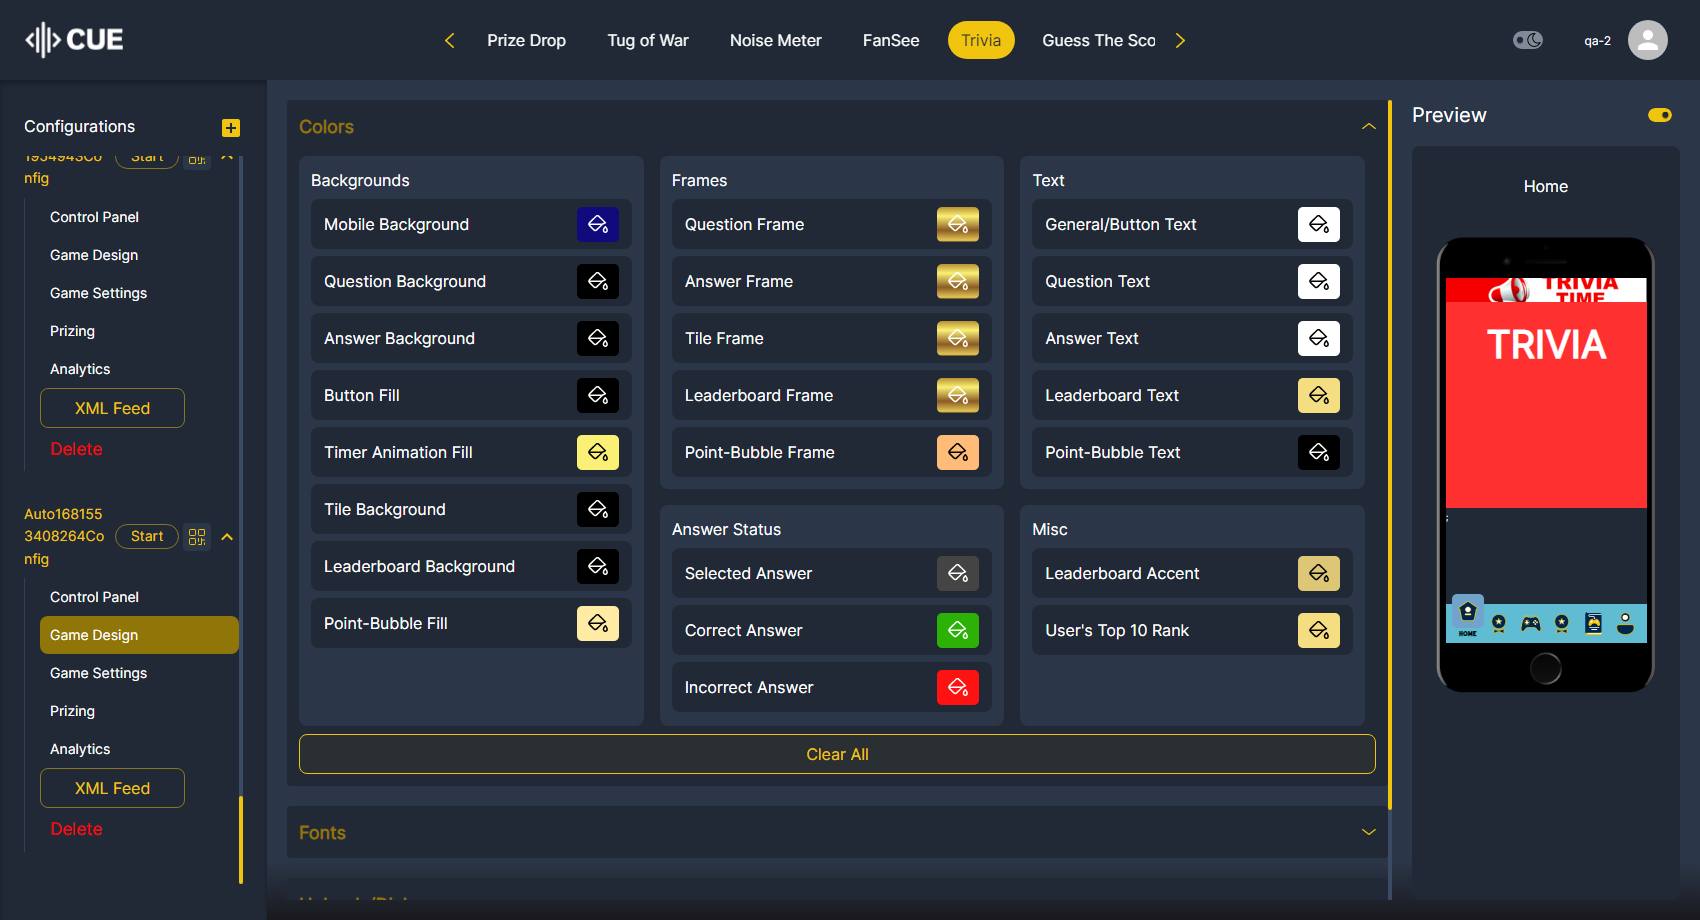 CUE
Prize Drop
Tug of War
Noise Meter
FanSee
Trivia
Guess The Sco
qa-2
Configurations
1954943Co
nfig
Start
Control Panel
Game Design
Game Settings
Prizing
Analytics
XML Feed
Delete
Auto168155
3408264Co
nfig
Start
Control Panel
Game Design
Game Settings
Prizing
Analytics
XML Feed
Delete
Colors
Backgrounds
Mobile Background
Question Background
Answer Background
Button Fill
Timer Animation Fill
Tile Background
Leaderboard Background
Point-Bubble Fill
Frames
Question Frame
Answer Frame
Tile Frame
Leaderboard Frame
Point-Bubble Frame
Text
General/Button Text
Question Text
Answer Text
Leaderboard Text
Point-Bubble Text
Answer Status
Selected Answer
Correct Answer
Incorrect Answer
Misc
Leaderboard Accent
User's Top 10 Rank
Clear All
Fonts
Preview
Home
TRIVIA
TIME
TRIVIA
;
HOME